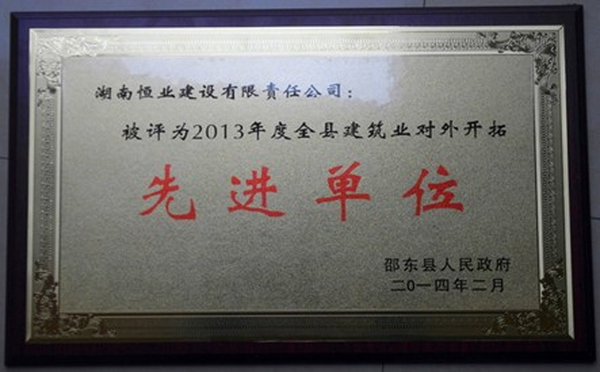 湖南恒业建设有限责任公司：
被评为2013年度全县建筑业对外开拓
先进单位
邵东县人民政府
二0一四年二月